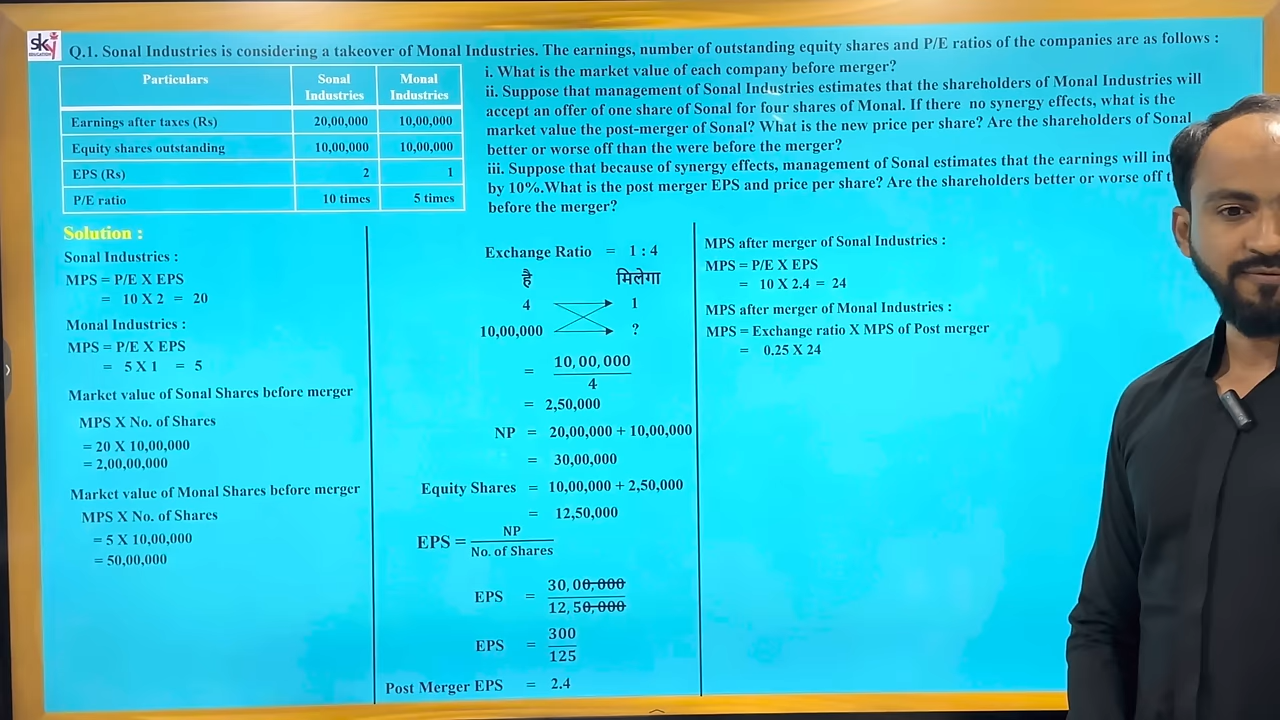 sky
EDUCATION
Q.1. Sonal Industries is considering a takeover of Monal Industries. The earnings, number of outstanding equity shares and P/E ratios of the companies are as follows :
Particulars Sonal Industries Monal Industries
Earnings after taxes (Rs) 20,00,000 10,00,000
Equity shares outstanding 10,00,000 10,00,000
EPS (Rs) 2 1
P/E ratio 10 times 5 times
i. What is the market value of each company before merger?
ii. Suppose that management of Sonal Industries estimates that the shareholders of Monal Industries will
accept an offer of one share of Sonal for four shares of Monal. If there no synergy effects, what is the
market value the post-merger of Sonal? What is the new price per share? Are the shareholders of Sonal
better or worse off than the were before the merger?
iii. Suppose that because of synergy effects, management of Sonal estimates that the earnings will
by 10%.What is the post merger EPS and price per share? Are the shareholders better or worse off
before the merger?
Solution :
Sonal Industries :
MPS = P/E X EPS
= 10 X 2 = 20
Monal Industries :
MPS = P/E X EPS
= 5 X 1 = 5
Market value of Sonal Shares before merger
MPS X No. of Shares
= 20 X 10,00,000
= 2,00,00,000
Market value of Monal Shares before merger
MPS X No. of Shares
= 5 X 10,00,000
= 50,00,000
Exchange Ratio = 1 : 4
है मिलेगा
4 1
10,00,000 ?
= 10,00,000
4
= 2,50,000
NP = 20,00,000 + 10,00,000
= 30,00,000
Equity Shares = 10,00,000 + 2,50,000
= 12,50,000
EPS = NP
No. of Shares
EPS = 30,00,000
12,50,000
EPS = 300
125
Post Merger EPS = 2.4
MPS after merger of Sonal Industries :
MPS = P/E X EPS
= 10 X 2.4 = 24
MPS after merger of Monal Industries :
MPS = Exchange ratio X MPS of Post merger
= 0.25 X 24